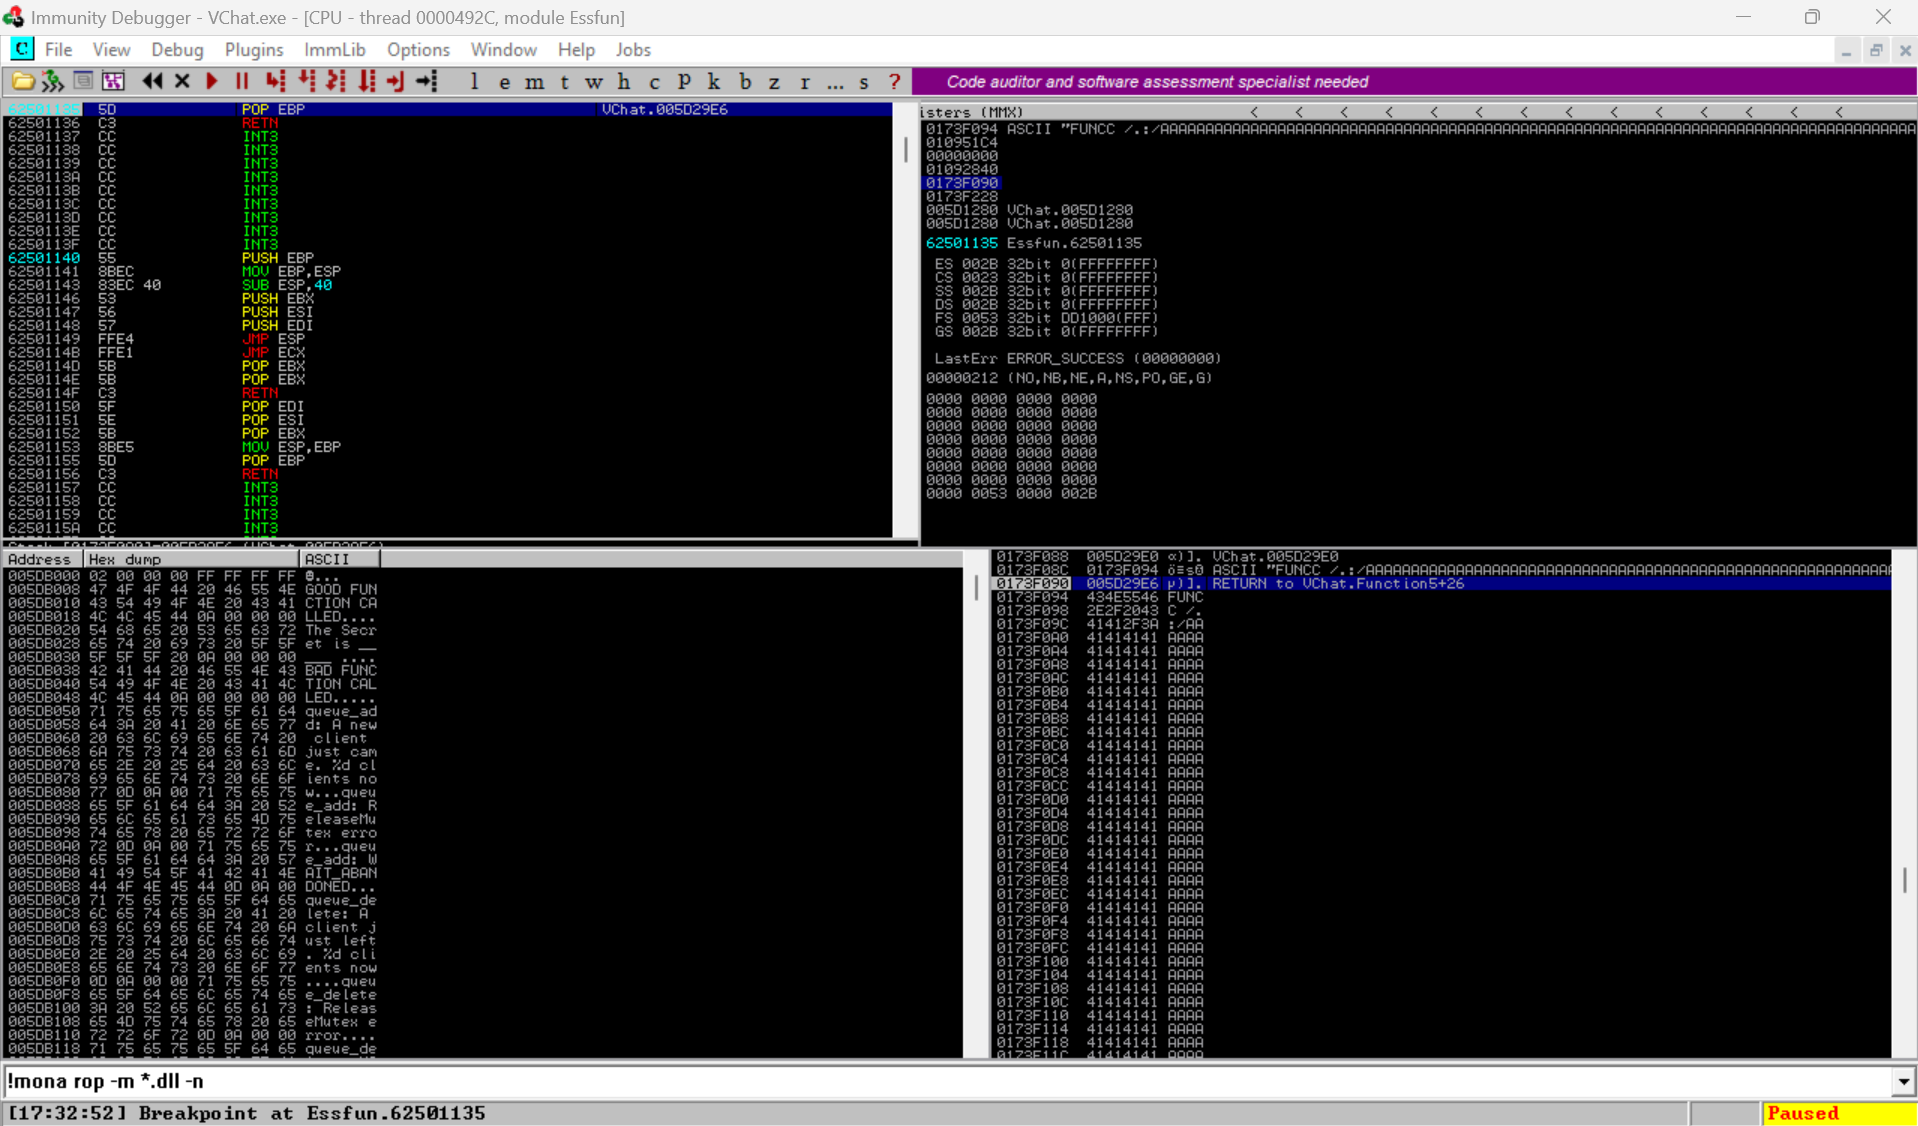 Immunity Debugger - VChat.exe - [CPU - thread 0000492C, module Essfun]
C File View Debug Plugins ImmLib Options Window Help Jobs
l e m t w h c P k b z r ... s ? Code auditor and software assessment specialist needed
62501135 5D POP EBP VChat.005D29E6
62501136 C3 RETN
62501137 CC INT3
62501138 CC INT3
62501139 CC INT3
6250113A CC INT3
6250113B CC INT3
6250113C CC INT3
6250113D CC INT3
6250113E CC INT3
6250113F CC INT3
62501140 55 PUSH EBP
62501141 8BEC MOV EBP,ESP
62501143 83EC 40 SUB ESP,40
62501146 53 PUSH EBX
62501147 56 PUSH ESI
62501148 57 PUSH EDI
62501149 FFE4 JMP ESP
6250114B FFE1 JMP ECX
6250114D 5B POP EBX
6250114E 5B POP EBX
6250114F C3 RETN
62501150 5F POP EDI
62501151 5E POP ESI
62501152 5B POP EBX
62501153 8BE5 MOV ESP,EBP
62501155 5D POP EBP
62501156 C3 RETN
62501157 CC INT3
62501158 CC INT3
62501159 CC INT3
6250115A CC INT3
isters (MMX) < < < < < < < < < < < < < <
0173F094 ASCII "FUNCC /.:/AAAAAAAAAAAAAAAAAAAAAAAAAAAAAAAAAAAAAAAAAAAAAAAAAAAAAAAAAAAAAAAAAAAAAAAAAAAAAAAAAAAA
010951C4
00000000
01092840
0173F090
0173F228
005D1280 VChat.005D1280
005D1280 VChat.005D1280
62501135 Essfun.62501135
ES 002B 32bit 0(FFFFFFFF)
CS 0023 32bit 0(FFFFFFFF)
SS 002B 32bit 0(FFFFFFFF)
DS 002B 32bit 0(FFFFFFFF)
FS 0053 32bit DD1000(FFF)
GS 002B 32bit 0(FFFFFFFF)
LastErr ERROR_SUCCESS (00000000)
00000212 (NO,NB,NE,A,NS,PO,GE,G)
0000 0000 0000 0000
0000 0000 0000 0000
0000 0000 0000 0000
0000 0000 0000 0000
0000 0000 0000 0000
0000 0000 0000 0000
0000 0000 0000 0000
0000 0053 0000 002B
Address Hex dump ASCII
005DB000 02 00 00 00 FF FF FF FF ☻...
005DB008 47 4F 4F 44 20 46 55 4E GOOD FUN
005DB010 43 54 49 4F 4E 20 43 41 CTION CA
005DB018 4C 4C 45 44 0A 00 00 00 LLED....
005DB020 54 68 65 20 53 65 63 72 The Secr
005DB028 65 74 20 69 73 20 5F 5F et is __
005DB030 5F 5F 5F 20 0A 00 00 00 ___ ....
005DB038 42 41 44 20 46 55 4E 43 BAD FUNC
005DB040 54 49 4F 4E 20 43 41 4C TION CAL
005DB048 4C 45 44 0A 00 00 00 00 LED.....
005DB050 71 75 65 75 65 5F 61 64 queue_ad
005DB058 64 3A 20 41 20 6E 65 77 d: A new
005DB060 20 63 6C 69 65 6E 74 20 client
005DB068 6A 75 73 74 20 63 61 6D just cam
005DB070 65 2E 20 25 64 20 63 6C e. %d cl
005DB078 69 65 6E 74 73 20 6E 6F ients no
005DB080 77 0D 0A 00 71 75 65 75 w...queu
005DB088 65 5F 61 64 64 3A 20 52 e_add: R
005DB090 65 6C 65 61 73 65 4D 75 eleaseMu
005DB098 74 65 78 20 65 72 72 6F tex erro
005DB0A0 72 0D 0A 00 71 75 65 75 r...queu
005DB0A8 65 5F 61 64 64 3A 20 57 e_add: W
005DB0B0 41 49 54 5F 41 42 41 4E AIT_ABAN
005DB0B8 44 4F 4E 45 44 0D 0A 00 DONED...
005DB0C0 71 75 65 75 65 5F 64 65 queue_de
005DB0C8 6C 65 74 65 3A 20 41 20 lete: A
005DB0D0 63 6C 69 65 6E 74 20 6A client j
005DB0D8 75 73 74 20 6C 65 66 74 ust left
005DB0E0 2E 20 25 64 20 63 6C 69 . %d cli
005DB0E8 65 6E 74 73 20 6E 6F 77 ents now
005DB0F0 0D 0A 00 00 71 75 65 75 ....queu
005DB0F8 65 5F 64 65 6C 65 74 65 e_delete
005DB100 3A 20 52 65 6C 65 61 73 : Releas
005DB108 65 4D 75 74 65 78 20 65 eMutex e
005DB110 72 72 6F 72 0D 0A 00 00 rror....
005DB118 71 75 65 75 65 5F 64 65 queue_de
0173F088 005D29E0 α)]. VChat.005D29E0
0173F08C 0173F094 ö≡s0 ASCII "FUNCC /.:/AAAAAAAAAAAAAAAAAAAAAAAAAAAAAAAAAAAAAAAAAAAAAAAAAAAAAAAAAA
0173F090 005D29E6 µ)]. RETURN to VChat.Function5+26
0173F094 434E5546 FUNC
0173F098 2E2F2043 C /.
0173F09C 41412F3A :/AA
0173F0A0 41414141 AAAA
0173F0A4 41414141 AAAA
0173F0A8 41414141 AAAA
0173F0AC 41414141 AAAA
0173F0B0 41414141 AAAA
0173F0B4 41414141 AAAA
0173F0B8 41414141 AAAA
0173F0BC 41414141 AAAA
0173F0C0 41414141 AAAA
0173F0C4 41414141 AAAA
0173F0C8 41414141 AAAA
0173F0CC 41414141 AAAA
0173F0D0 41414141 AAAA
0173F0D4 41414141 AAAA
0173F0D8 41414141 AAAA
0173F0DC 41414141 AAAA
0173F0E0 41414141 AAAA
0173F0E4 41414141 AAAA
0173F0E8 41414141 AAAA
0173F0EC 41414141 AAAA
0173F0F0 41414141 AAAA
0173F0F4 41414141 AAAA
0173F0F8 41414141 AAAA
0173F0FC 41414141 AAAA
0173F100 41414141 AAAA
0173F104 41414141 AAAA
0173F108 41414141 AAAA
0173F10C 41414141 AAAA
0173F110 41414141 AAAA
0173F114 41414141 AAAA
0173F118 41414141 AAAA
0173F11C 41414141 AAAA
!mona rop -m *.dll -n
[17:32:52] Breakpoint at Essfun.62501135 Paused